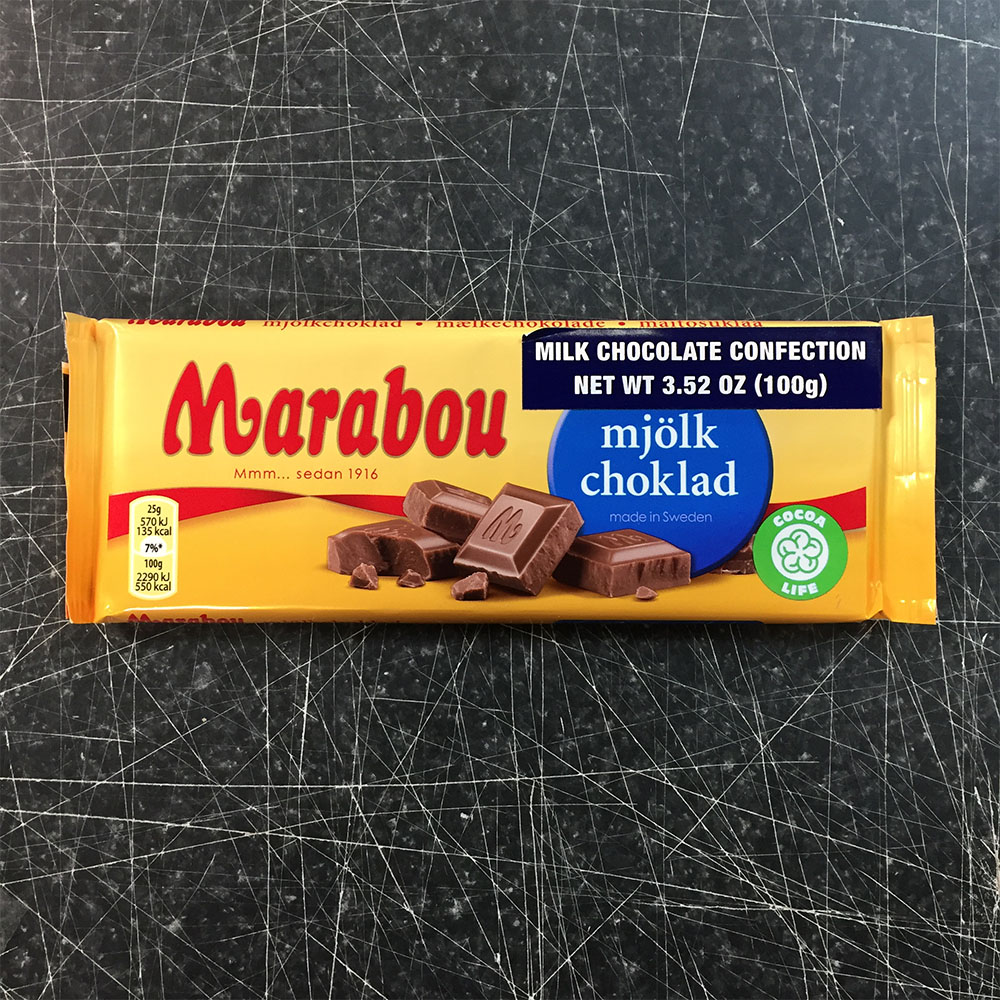 Marabou mjölkchoklad • mælkechokolade • maitosuklaa
MILK CHOCOLATE CONFECTION
NET WT 3.52 OZ (100g)
Marabou
Mmm... sedan 1916
mjölk
choklad
made in Sweden
25g
570 kJ
135 kcal
7%*
100g
2290 kJ
550 kcal
COCOA
LIFE
Marabou